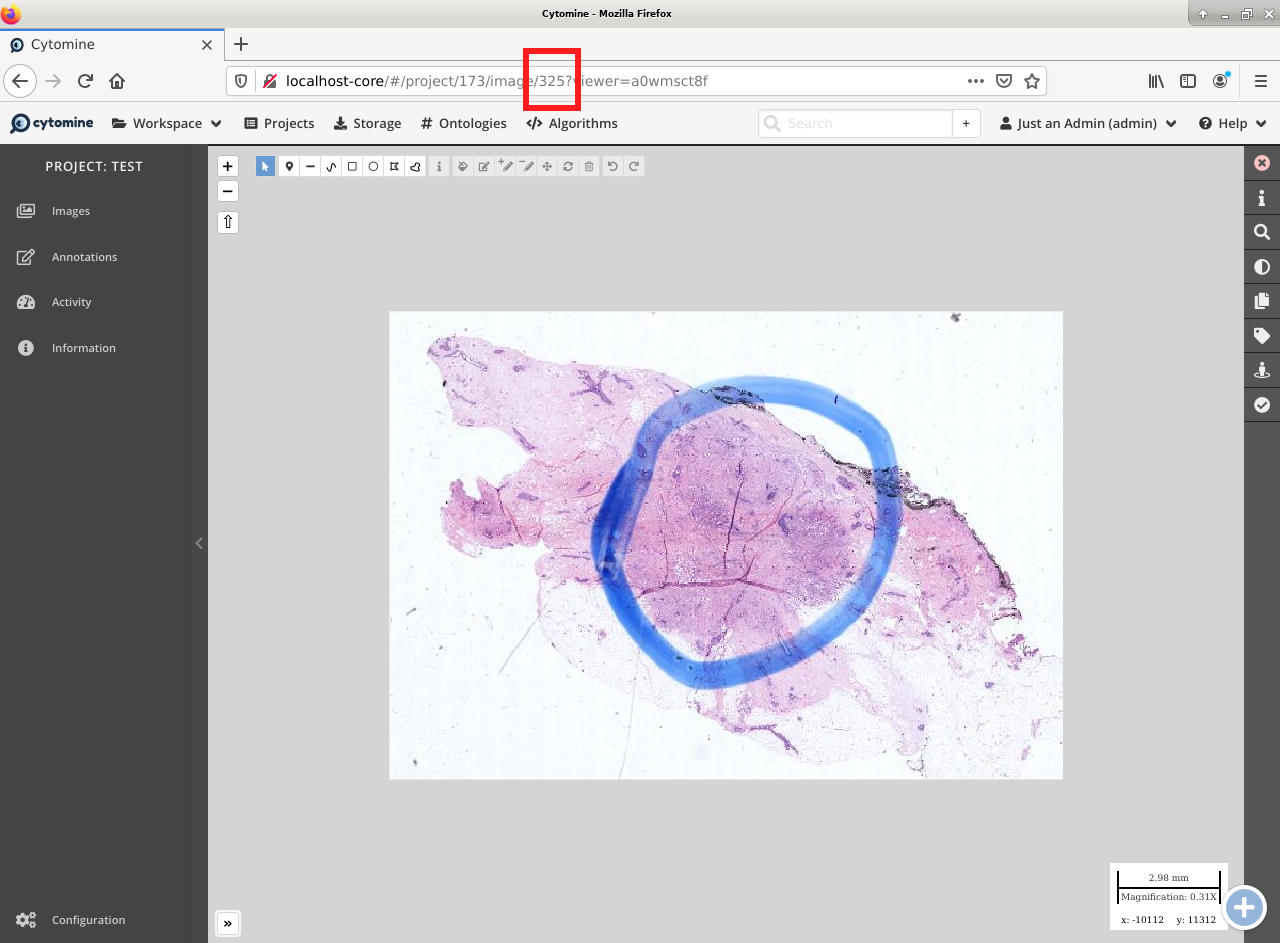 Cytomine - Mozilla Firefox
Cytomine
localhost-core/#/project/173/image/325?viewer=a0wmsct8f
cytomine Workspace Projects Storage # Ontologies </> Algorithms Search + Just an Admin (admin) Help
PROJECT: TEST
Images
Annotations
Activity
Information
2.98 mm
Magnification: 0.31X
x: -10112 y: 11312
Configuration